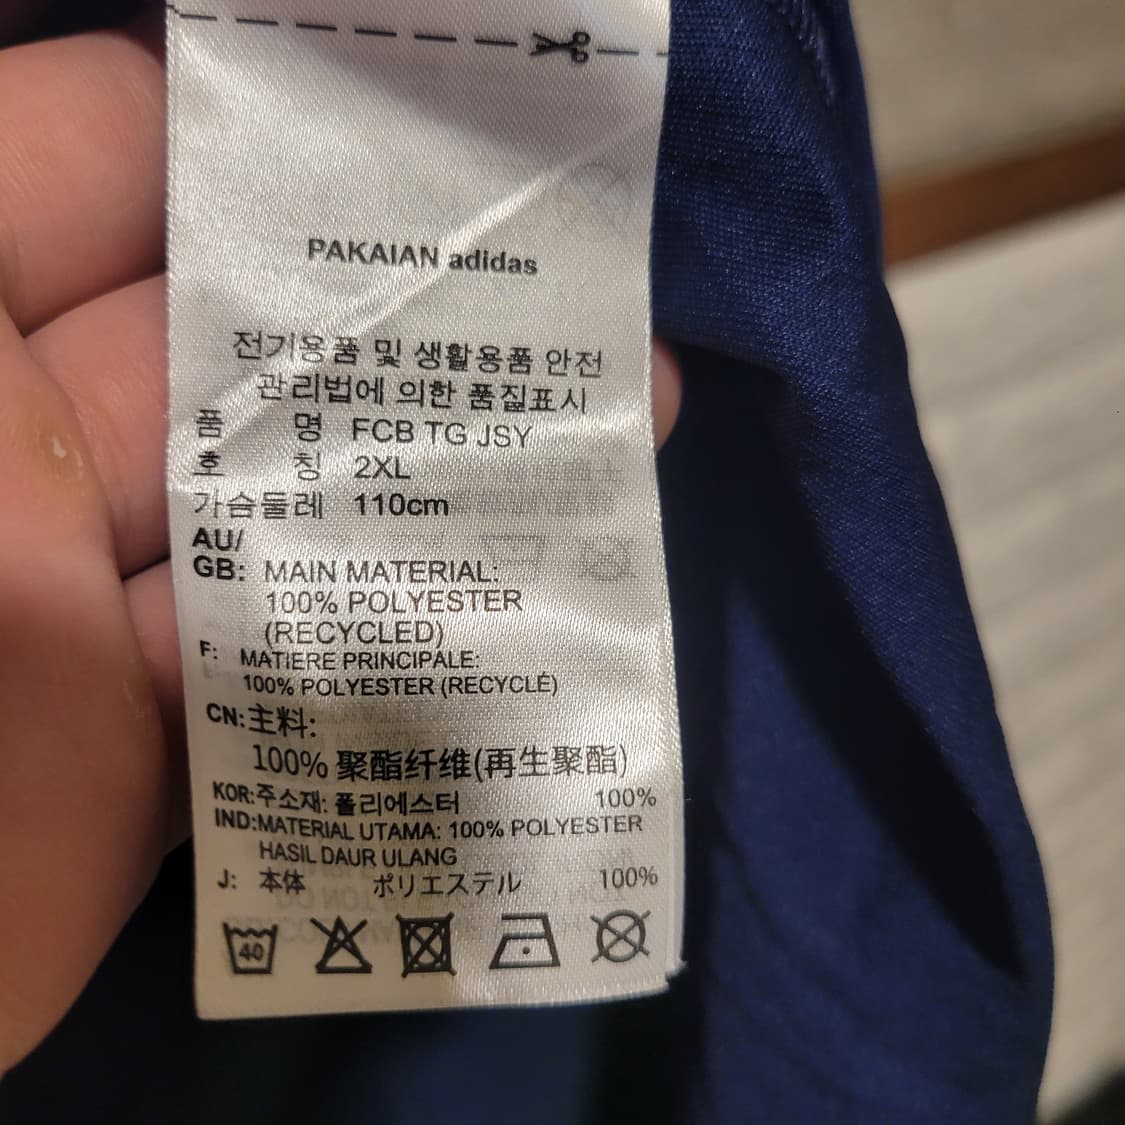 PAKAIAN adidas
전기용품 및 생활용품 안전
관리법에 의한 품질표시
품 명 FCB TG JSY
호 칭 2XL
가슴둘레 110cm
AU/
GB: MAIN MATERIAL:
100% POLYESTER
(RECYCLED)
F: MATIERE PRINCIPALE:
100% POLYESTER (RECYCLÉ)
CN:主料:
100% 聚酯纤维(再生聚酯)
KOR:주소재: 폴리에스터 100%
IND:MATERIAL UTAMA: 100% POLYESTER
HASIL DAUR ULANG
J: 本体 ポリエステル 100%
40